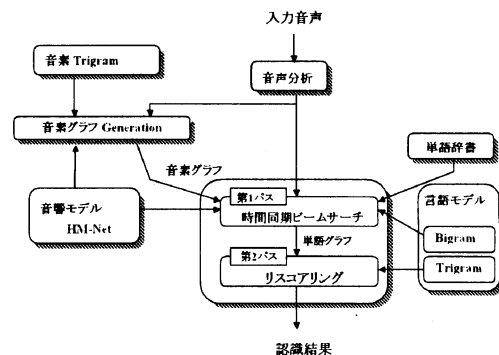 入力音声
音素 Trigram
音声分析
音素グラフ Generation
単語辞書
音素グラフ
第1パス
言語モデル
音響モデル
HM-Net
時間同期ビームサーチ
Bigram
単語グラフ
第2パス
Trigram
リスコアリング
認識結果